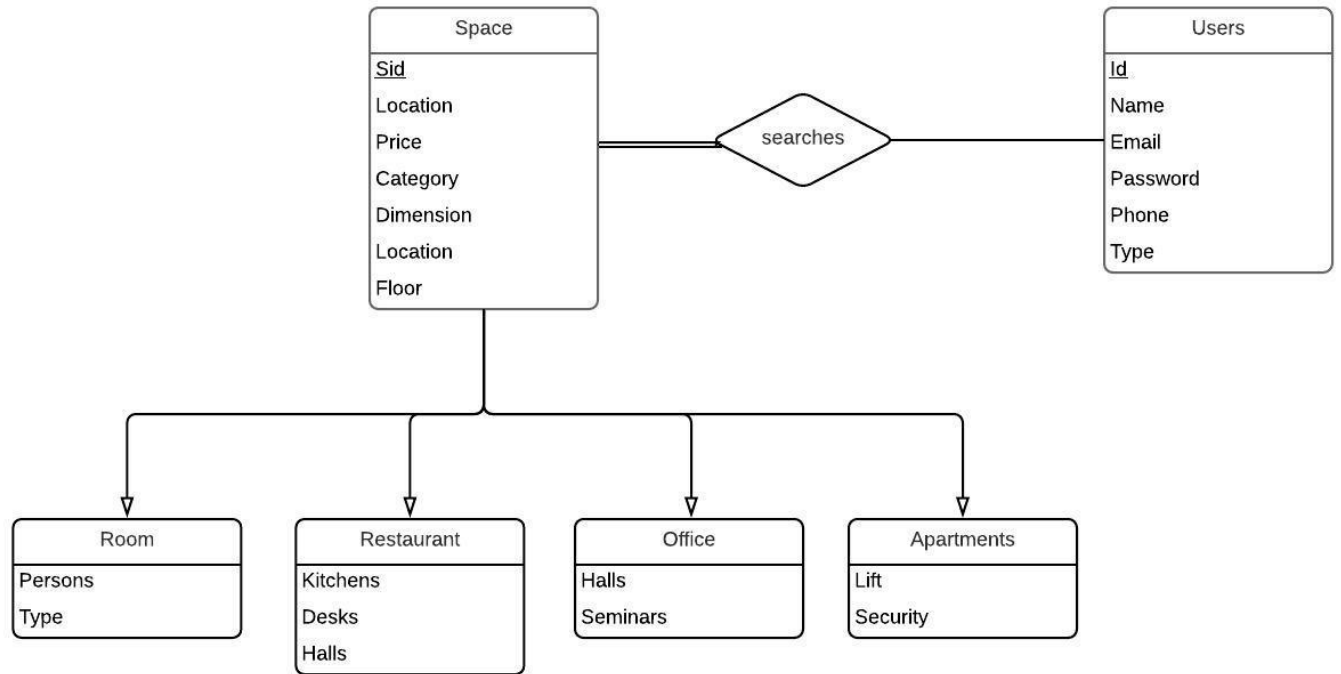 Space
Sid
Location
Price
Category
Dimension
Location
Floor
searches
Users
Id
Name
Email
Password
Phone
Type
Room
Persons
Type
Restaurant
Kitchens
Desks
Halls
Office
Halls
Seminars
Apartments
Lift
Security